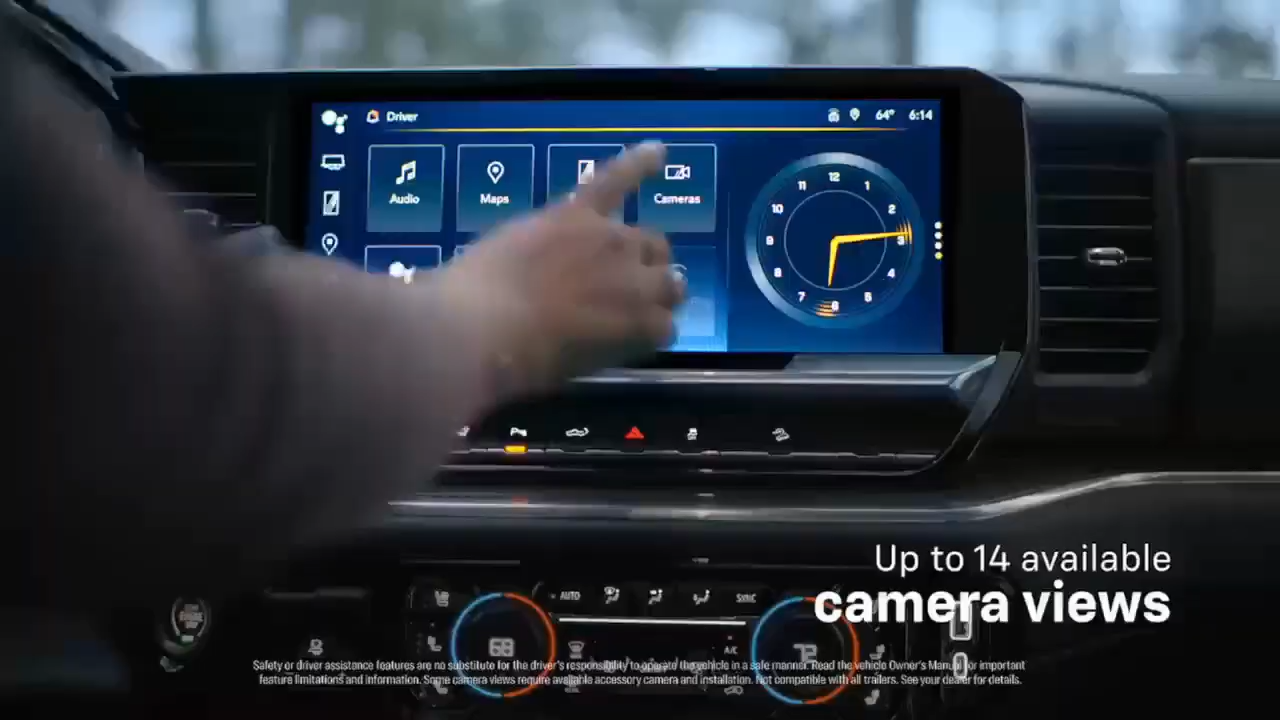 Driver
64° 6:14
Audio
Maps
Cameras
12
11 1
10 2
9 3
8 4
7 5
6
Up to 14 available
camera views
AUTO
SYNC
68
72
A/C
Safety or driver assistance features are no substitute for the driver's responsibility to operate the vehicle in a safe manner. Read the vehicle Owner's Manual for important
feature limitations and information. Some camera views require available accessory camera and installation. Not compatible with all trailers. See your dealer for details.